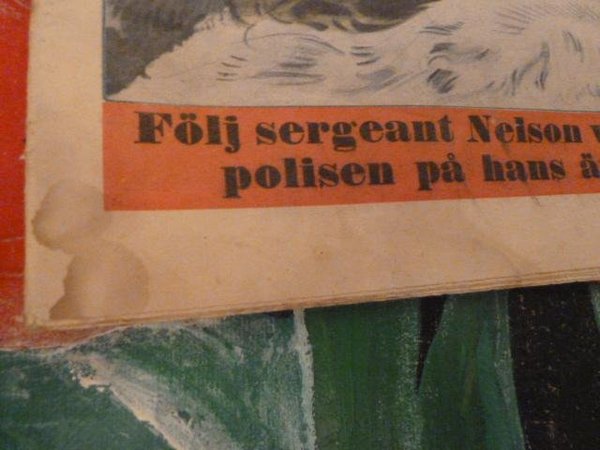 Följ sergeant Nelson v
polisen på hans ä